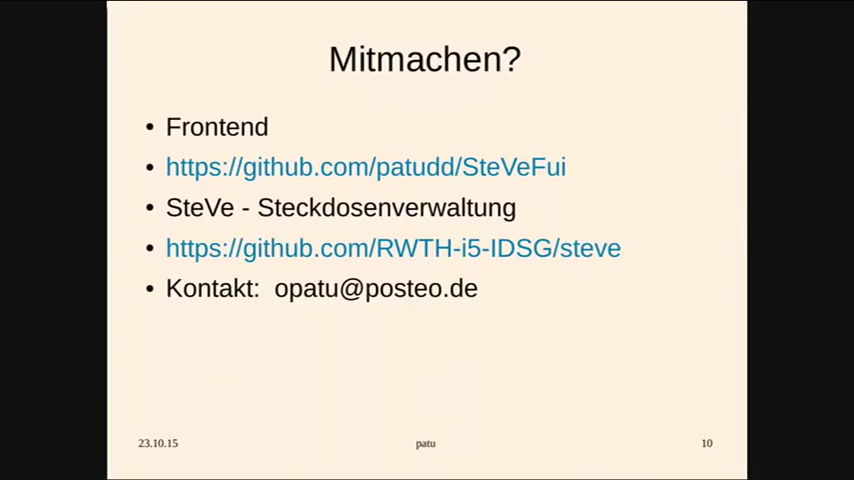 Mitmachen?
• Frontend
• https://github.com/patudd/SteVeFui
• SteVe - Steckdosenverwaltung
• https://github.com/RWTH-i5-IDSG/steve
• Kontakt: opatu@posteo.de
23.10.15 patu 10